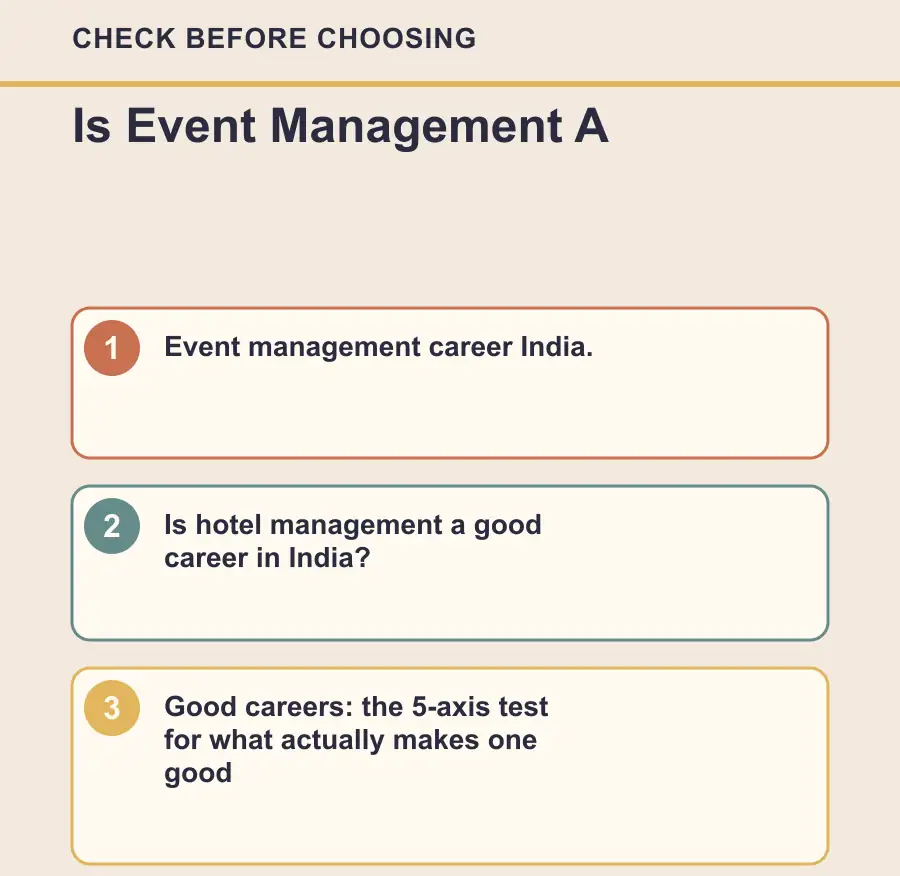 CHECK BEFORE CHOOSING
Is Event Management A
1
Event management career India.
2
Is hotel management a good
career in India?
3
Good careers: the 5-axis test
for what actually makes one
good